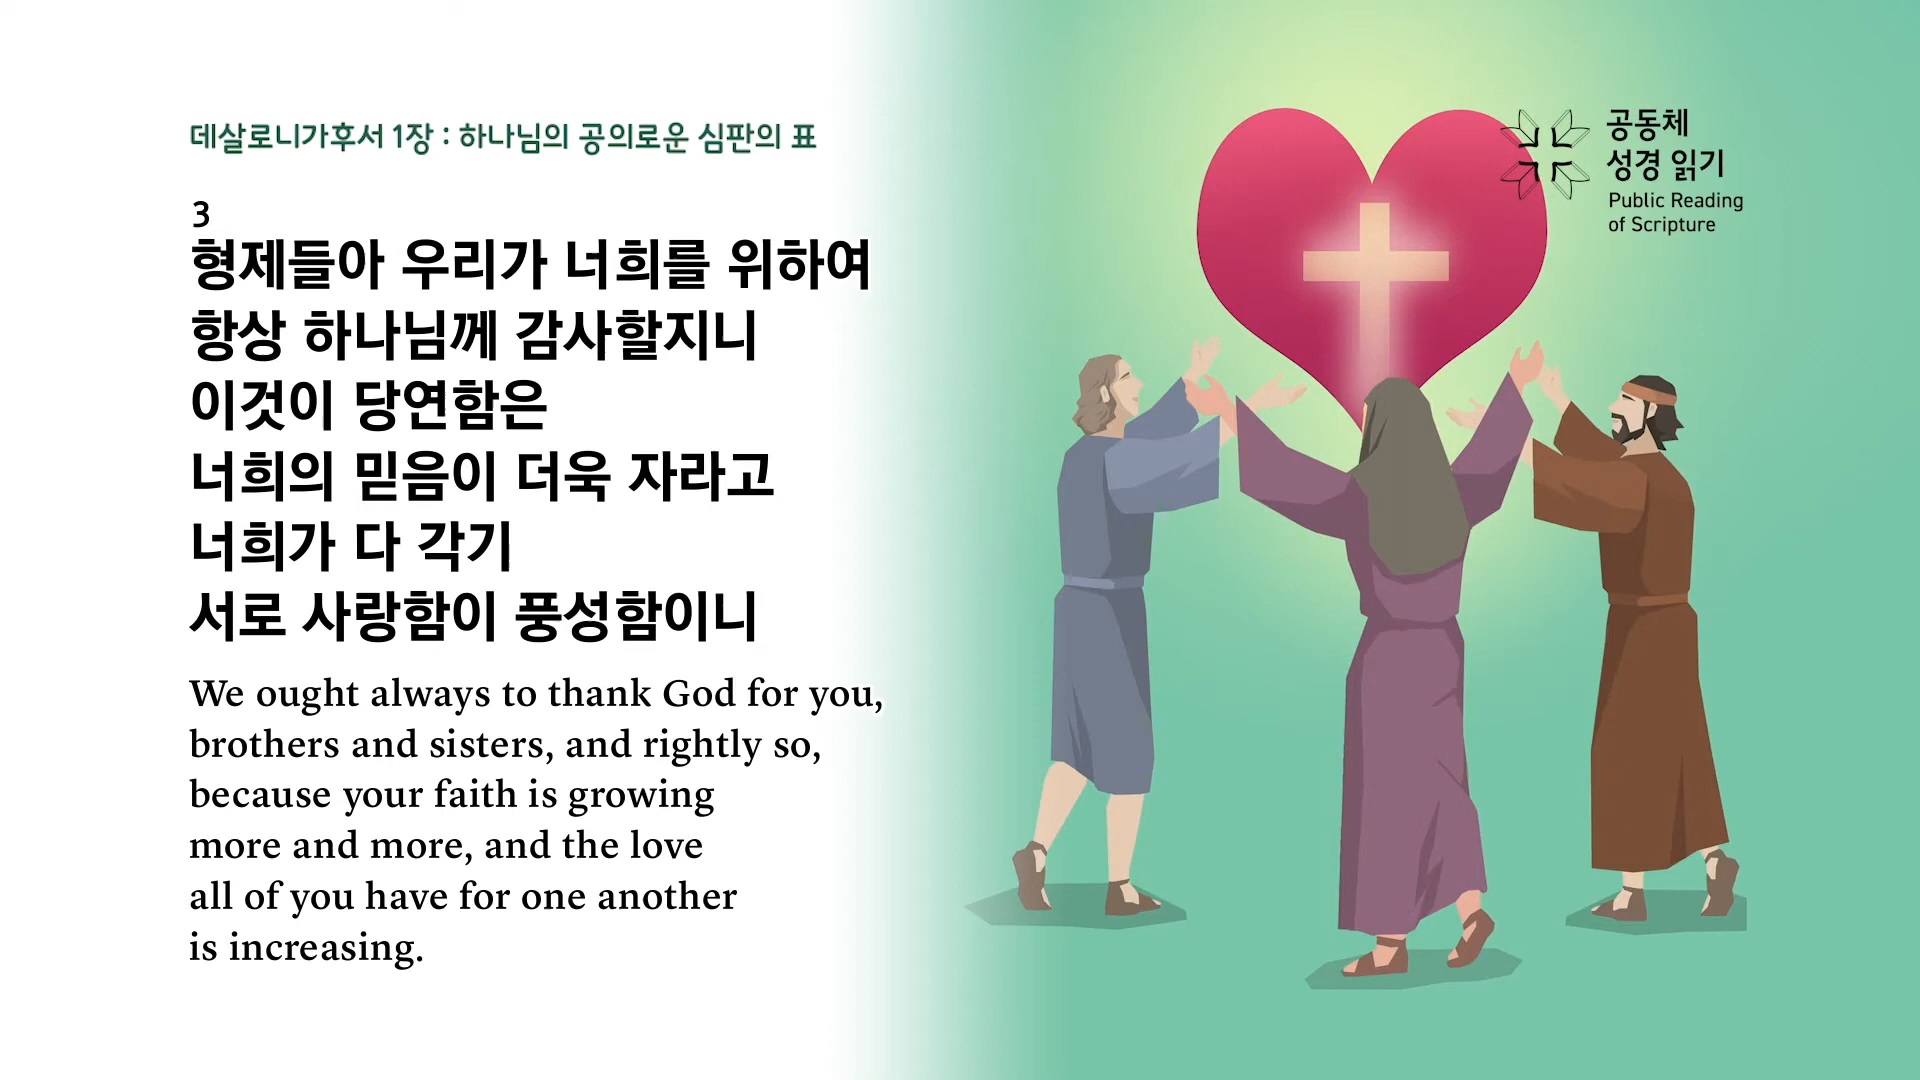 데살로니가후서 1장 : 하나님의 공의로운 심판의 표
3
형제들아 우리가 너희를 위하여
항상 하나님께 감사할지니
이것이 당연함은
너희의 믿음이 더욱 자라고
너희가 다 각기
서로 사랑함이 풍성함이니
We ought always to thank God for you,
brothers and sisters, and rightly so,
because your faith is growing
more and more, and the love
all of you have for one another
is increasing.
공동체
성경 읽기
Public Reading
of Scripture